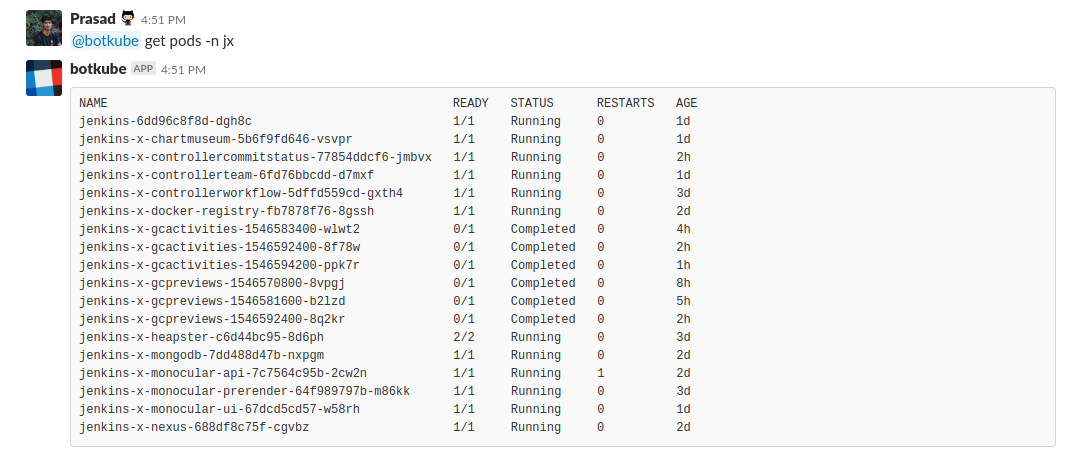 Prasad 4:51 PM
@botkube get pods -n jx
botkube APP 4:51 PM
NAME READY STATUS RESTARTS AGE
jenkins-6dd96c8f8d-dgh8c 1/1 Running 0 1d
jenkins-x-chartmuseum-5b6f9fd646-vsvpr 1/1 Running 0 1d
jenkins-x-controllercommitstatus-77854ddcf6-jmbvx 1/1 Running 0 2h
jenkins-x-controllerteam-6fd76bbcdd-d7mxf 1/1 Running 0 1d
jenkins-x-controllerworkflow-5dffd559cd-gxth4 1/1 Running 0 3d
jenkins-x-docker-registry-fb7878f76-8gssh 1/1 Running 0 2d
jenkins-x-gcactivities-1546583400-wlwt2 0/1 Completed 0 4h
jenkins-x-gcactivities-1546592400-8f78w 0/1 Completed 0 2h
jenkins-x-gcactivities-1546594200-ppk7r 0/1 Completed 0 1h
jenkins-x-gcpreviews-1546570800-8vpgj 0/1 Completed 0 8h
jenkins-x-gcpreviews-1546581600-b2lzd 0/1 Completed 0 5h
jenkins-x-gcpreviews-1546592400-8q2kr 0/1 Completed 0 2h
jenkins-x-heapster-c6d44bc95-8d6ph 2/2 Running 0 3d
jenkins-x-mongodb-7dd488d47b-nxpgm 1/1 Running 0 2d
jenkins-x-monocular-api-7c7564c95b-2cw2n 1/1 Running 1 2d
jenkins-x-monocular-prerender-64f989797b-m86kk 1/1 Running 0 3d
jenkins-x-monocular-ui-67dcd5cd57-w58rh 1/1 Running 0 1d
jenkins-x-nexus-688df8c75f-cgvbz 1/1 Running 0 2d